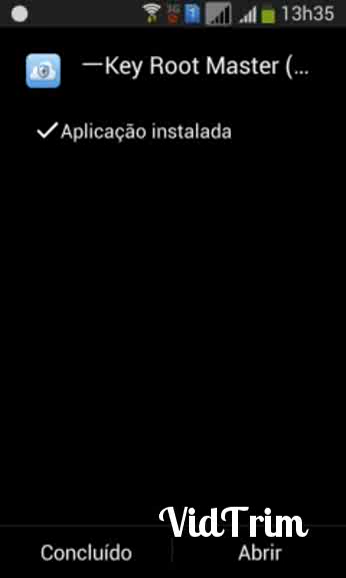 13h35
一Key Root Master (...
Aplicação instalada
VidTrim
Concluído
Abrir